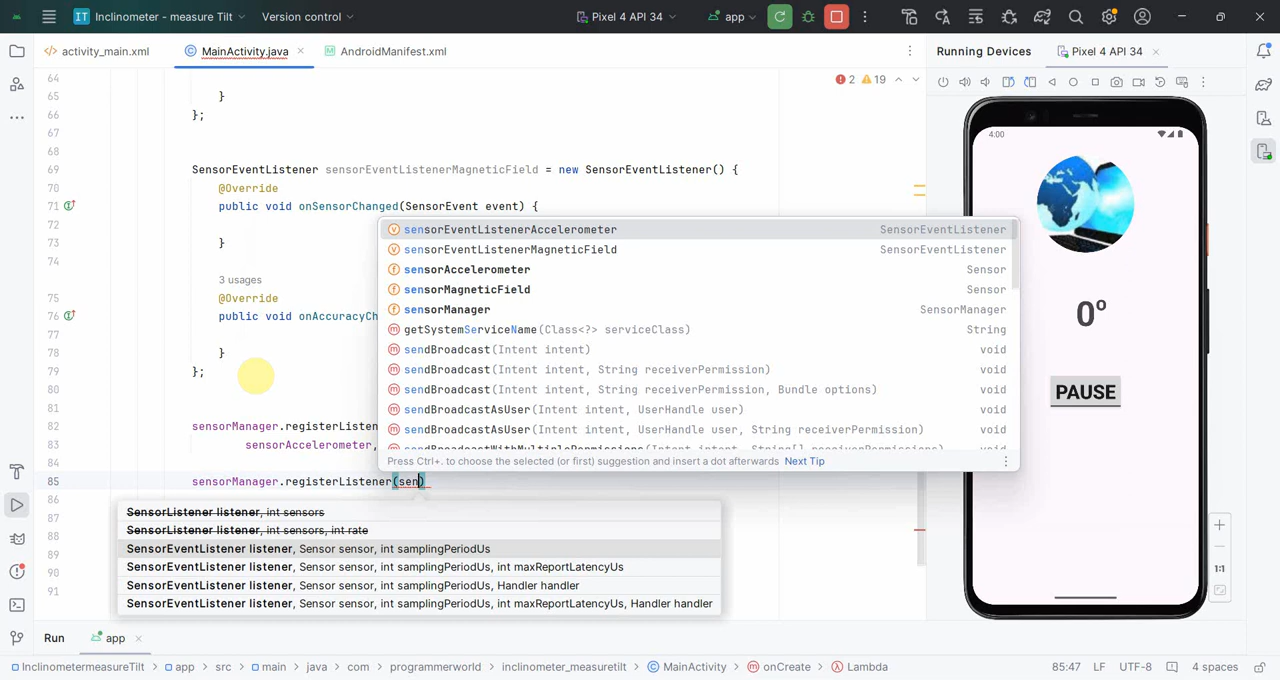 IT Inclinometer - measure Tilt Version control Pixel 4 API 34 app
activity_main.xml MainActivity.java AndroidManifest.xml Running Devices Pixel 4 API 34
2 19
64
65 }
66 };
67
68
69 SensorEventListener sensorEventListenerMagneticField = new SensorEventListener() {
70 @Override
71 public void onSensorChanged(SensorEvent event) {
72
73 }
74
3 usages
75 @Override
76 public void onAccuracyCh
77
78 }
79 };
80
81
82 sensorManager.registerListen
83 sensorAccelerometer,
84
85 sensorManager.registerListener(sen)
86
87
88
89
90
91
sensorEventListenerAccelerometer SensorEventListener
sensorEventListenerMagneticField SensorEventListener
sensorAccelerometer Sensor
sensorMagneticField Sensor
sensorManager SensorManager
getSystemServiceName(Class<?> serviceClass) String
sendBroadcast(Intent intent) void
sendBroadcast(Intent intent, String receiverPermission) void
sendBroadcast(Intent intent, String receiverPermission, Bundle options) void
sendBroadcastAsUser(Intent intent, UserHandle user) void
sendBroadcastAsUser(Intent intent, UserHandle user, String receiverPermission) void
sendBroadcastWithMultiplePermissions(Intent intent, String[] receiverPermissions) void
Press Ctrl+. to choose the selected (or first) suggestion and insert a dot afterwards Next Tip
SensorListener listener, int sensors
SensorListener listener, int sensors, int rate
SensorEventListener listener, Sensor sensor, int samplingPeriodUs
SensorEventListener listener, Sensor sensor, int samplingPeriodUs, int maxReportLatencyUs
SensorEventListener listener, Sensor sensor, int samplingPeriodUs, Handler handler
SensorEventListener listener, Sensor sensor, int samplingPeriodUs, int maxReportLatencyUs, Handler handler
4:00
0º
PAUSE
1:1
Run app
InclinometermeasureTilt app src main java com programmerworld inclinometer_measuretilt MainActivity onCreate Lambda 85:47 LF UTF-8 4 spaces